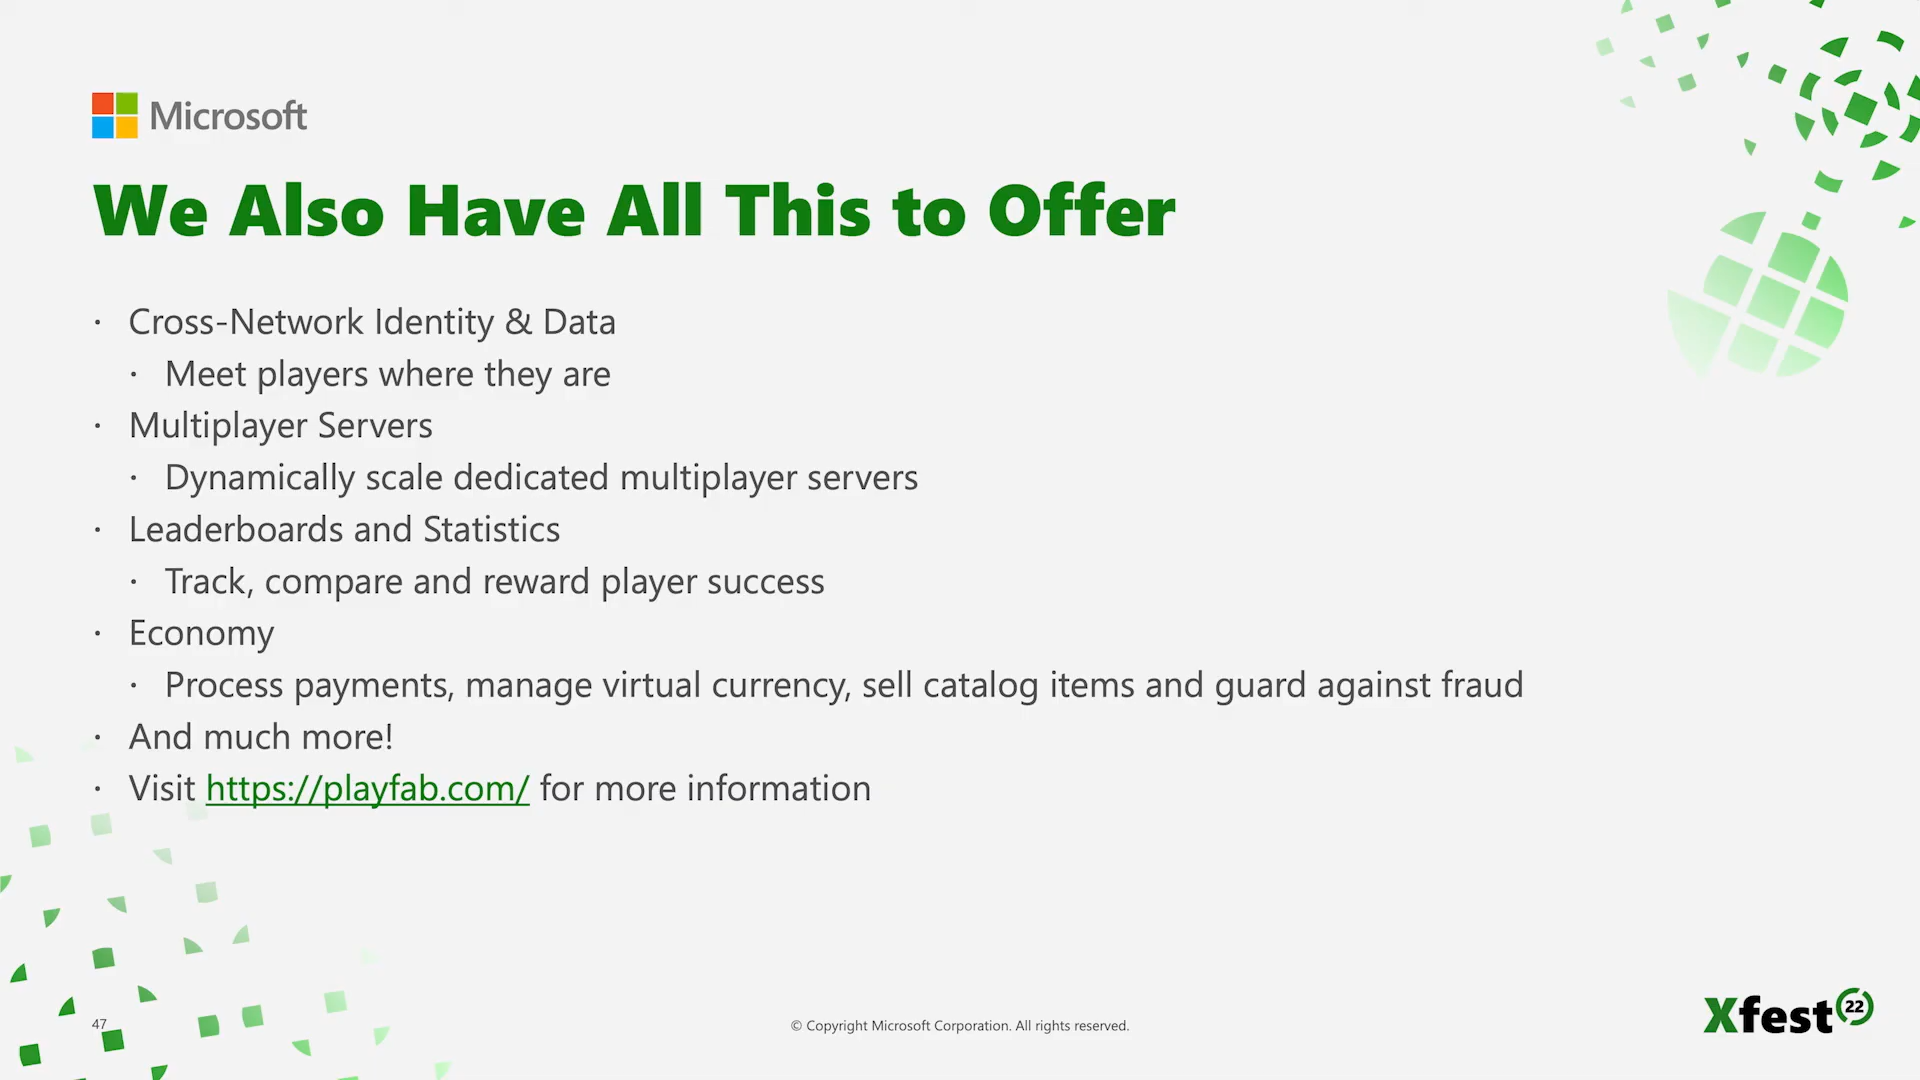 Microsoft
We Also Have All This to Offer
· Cross-Network Identity & Data
· Meet players where they are
· Multiplayer Servers
· Dynamically scale dedicated multiplayer servers
· Leaderboards and Statistics
· Track, compare and reward player success
· Economy
· Process payments, manage virtual currency, sell catalog items and guard against fraud
· And much more!
· Visit https://playfab.com/ for more information
47
© Copyright Microsoft Corporation. All rights reserved.
Xfest 22